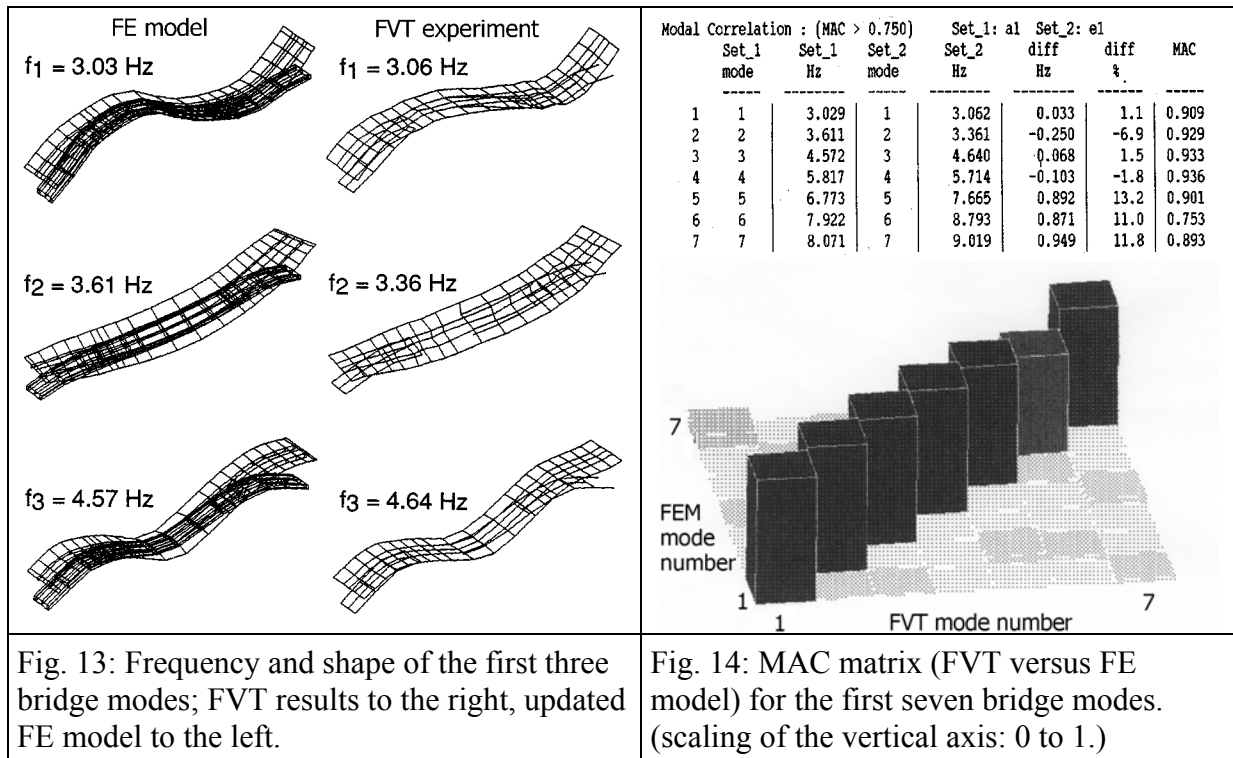 FE model FVT experiment
f1 = 3.03 Hz f1 = 3.06 Hz
f2 = 3.61 Hz f2 = 3.36 Hz
f3 = 4.57 Hz f3 = 4.64 Hz
Fig. 13: Frequency and shape of the first three
bridge modes; FVT results to the right, updated
FE model to the left.
Modal Correlation : (MAC > 0.750) Set_1: a1 Set_2: e1
Set_1 Set_1 Set_2 Set_2 diff diff MAC
mode Hz mode Hz Hz %
----- --------- ----- -------- -------- ------ -----
1 1 3.029 1 3.062 0.033 1.1 0.909
2 2 3.611 2 3.361 -0.250 -6.9 0.929
3 3 4.572 3 4.640 0.068 1.5 0.933
4 4 5.817 4 5.714 -0.103 -1.8 0.936
5 5 6.773 5 7.665 0.892 13.2 0.901
6 6 7.922 6 8.793 0.871 11.0 0.753
7 7 8.071 7 9.019 0.949 11.8 0.893
7
FEM
mode
number
1
1
7
FVT mode number
Fig. 14: MAC matrix (FVT versus FE
model) for the first seven bridge modes.
(scaling of the vertical axis: 0 to 1.)